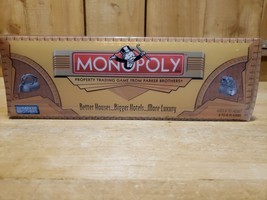 MONOPOLY
PROPERTY TRADING GAME FROM PARKER BROTHERS
Better Houses...Bigger Hotels...More Luxury